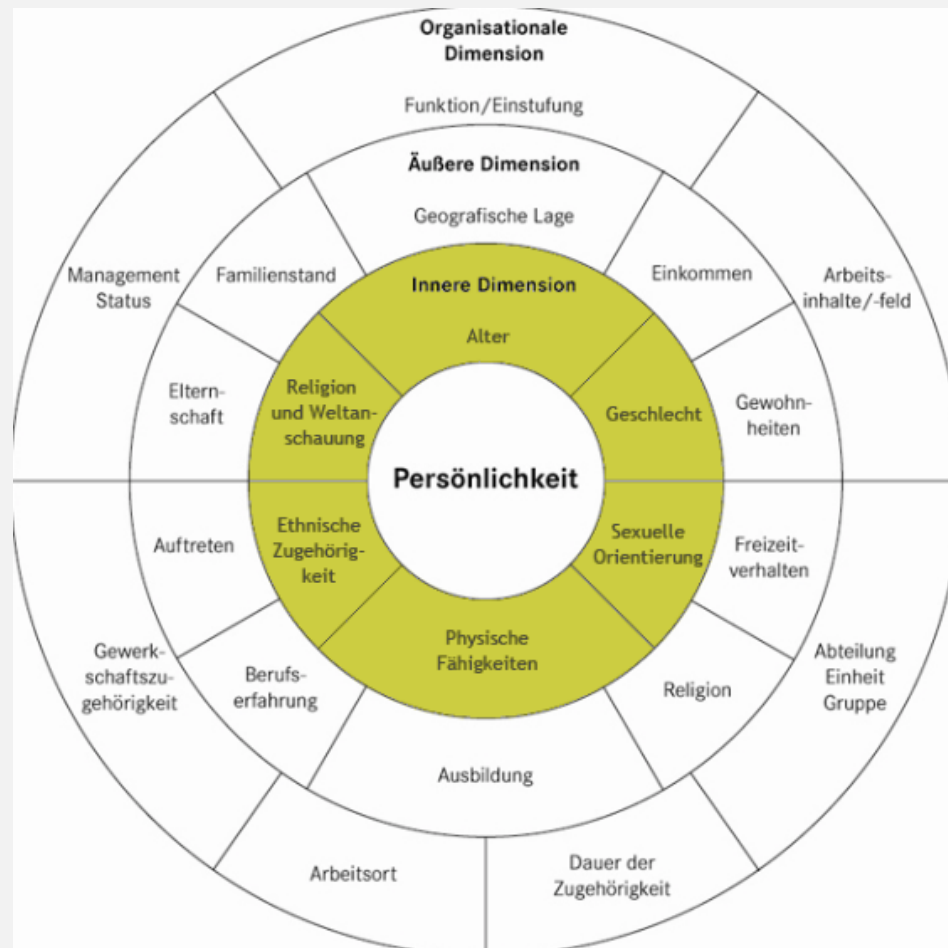 Organisationale
Dimension
Funktion/Einstufung
Äußere Dimension
Geografische Lage
Management
Status
Familienstand
Innere Dimension
Einkommen
Arbeits-
inhalte/-feld
Alter
Eltern-
schaft
Religion
und Weltan-
schauung
Geschlecht
Gewohn-
heiten
Persönlichkeit
Auftreten
Ethnische
Zugehörig-
keit
Sexuelle
Orientierung
Freizeit-
verhalten
Physische
Fähigkeiten
Gewerk-
schaftszu-
gehörigkeit
Berufs-
erfahrung
Religion
Abteilung
Einheit
Gruppe
Ausbildung
Arbeitsort
Dauer der
Zugehörigkeit